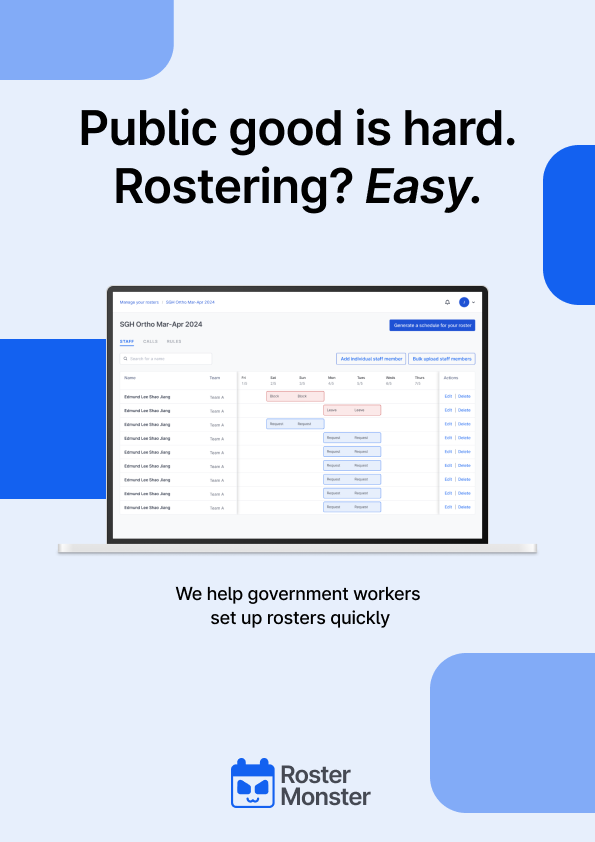 Public good is hard.
Rostering? Easy.
Manage your rosters | SGH Ortho Mar-Apr 2024
SGH Ortho Mar-Apr 2024
Generate a schedule for your roster
STAFF CALLS RULES
Search for a name
Add individual staff member
Bulk upload staff members
Name Team Fri Sat Sun Mon Tues Weds Thurs Actions
1/3 2/3 3/3 4/3 5/3 6/3 7/3
Edmund Lee Shao Jiang Team A Block Block Edit | Delete
Edmund Lee Shao Jiang Team A Leave Leave Edit | Delete
Edmund Lee Shao Jiang Team A Request Request Edit | Delete
Edmund Lee Shao Jiang Team A Request Request Edit | Delete
Edmund Lee Shao Jiang Team A Request Request Edit | Delete
Edmund Lee Shao Jiang Team A Request Request Edit | Delete
Edmund Lee Shao Jiang Team A Request Request Edit | Delete
Edmund Lee Shao Jiang Team A Request Request Edit | Delete
Edmund Lee Shao Jiang Team A Request Request Edit | Delete
We help government workers
set up rosters quickly
Roster
Monster